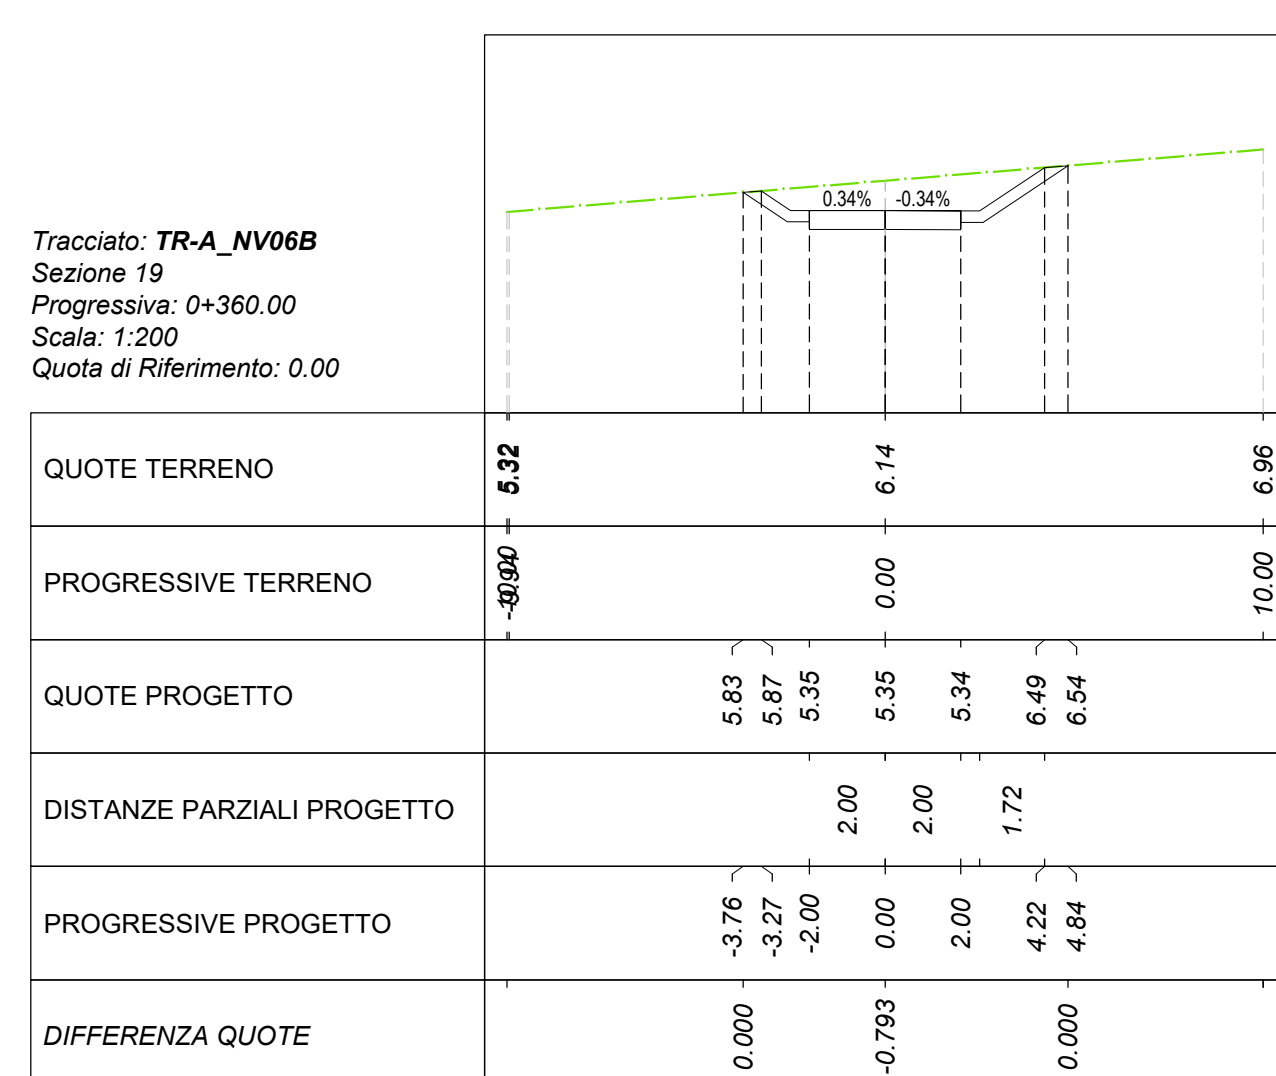 0.34% -0.34%
Tracciato: TR-A_NV06B
Sezione 19
Progressiva: 0+360.00
Scala: 1:200
Quota di Riferimento: 0.00
QUOTE TERRENO 5.32 6.14 6.96
PROGRESSIVE TERRENO -10.00 -9.94 0.00 10.00
QUOTE PROGETTO 5.83 5.87 5.35 5.35 5.34 6.49 6.54
DISTANZE PARZIALI PROGETTO 2.00 2.00 1.72
PROGRESSIVE PROGETTO -3.76 -3.27 -2.00 0.00 2.00 4.22 4.84
DIFFERENZA QUOTE 0.000 -0.793 0.000